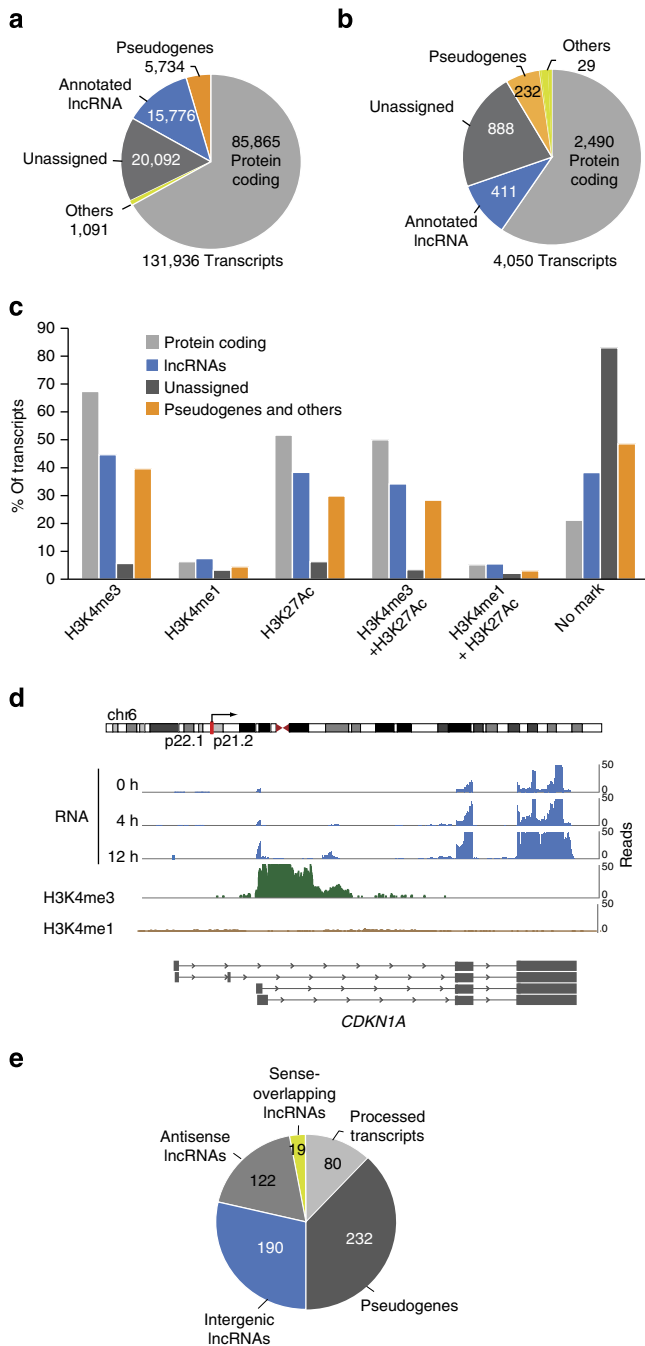 a
Pseudogenes
5,734
Annotated
lncRNA
15,776
Unassigned
20,092
85,865
Protein
coding
Others
1,091
131,936 Transcripts
b
Pseudogenes
Others
29
232
Unassigned
888
2,490
Protein
coding
411
Annotated
lncRNA
4,050 Transcripts
c
% Of transcripts
90
80
70
60
50
40
30
20
10
0
Protein coding
lncRNAs
Unassigned
Pseudogenes and others
H3K4me3
H3K4me1
H3K27Ac
H3K4me3
+H3K27Ac
H3K4me1
+ H3K27Ac
No mark
d
chr6
p22.1 p21.2
RNA
0 h
50
0
4 h
50
0
12 h
50
0
Reads
H3K4me3
50
0
H3K4me1
50
0
CDKN1A
e
Sense-
overlapping
lncRNAs
Processed
transcripts
Antisense
lncRNAs
19
80
122
190
232
Pseudogenes
Intergenic
lncRNAs